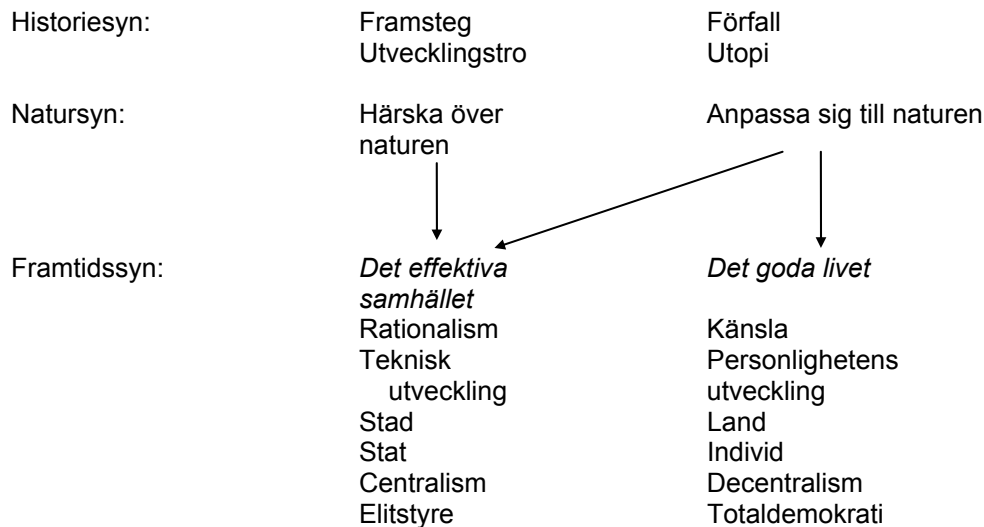 Historiesyn: Framsteg Förfall
Utvecklingstro Utopi
Natursyn: Härska över Anpassa sig till naturen
naturen
Framtidssyn: Det effektiva Det goda livet
samhället
Rationalism Känsla
Teknisk Personlighetens
utveckling utveckling
Stad Land
Stat Individ
Centralism Decentralism
Elitstyre Totaldemokrati